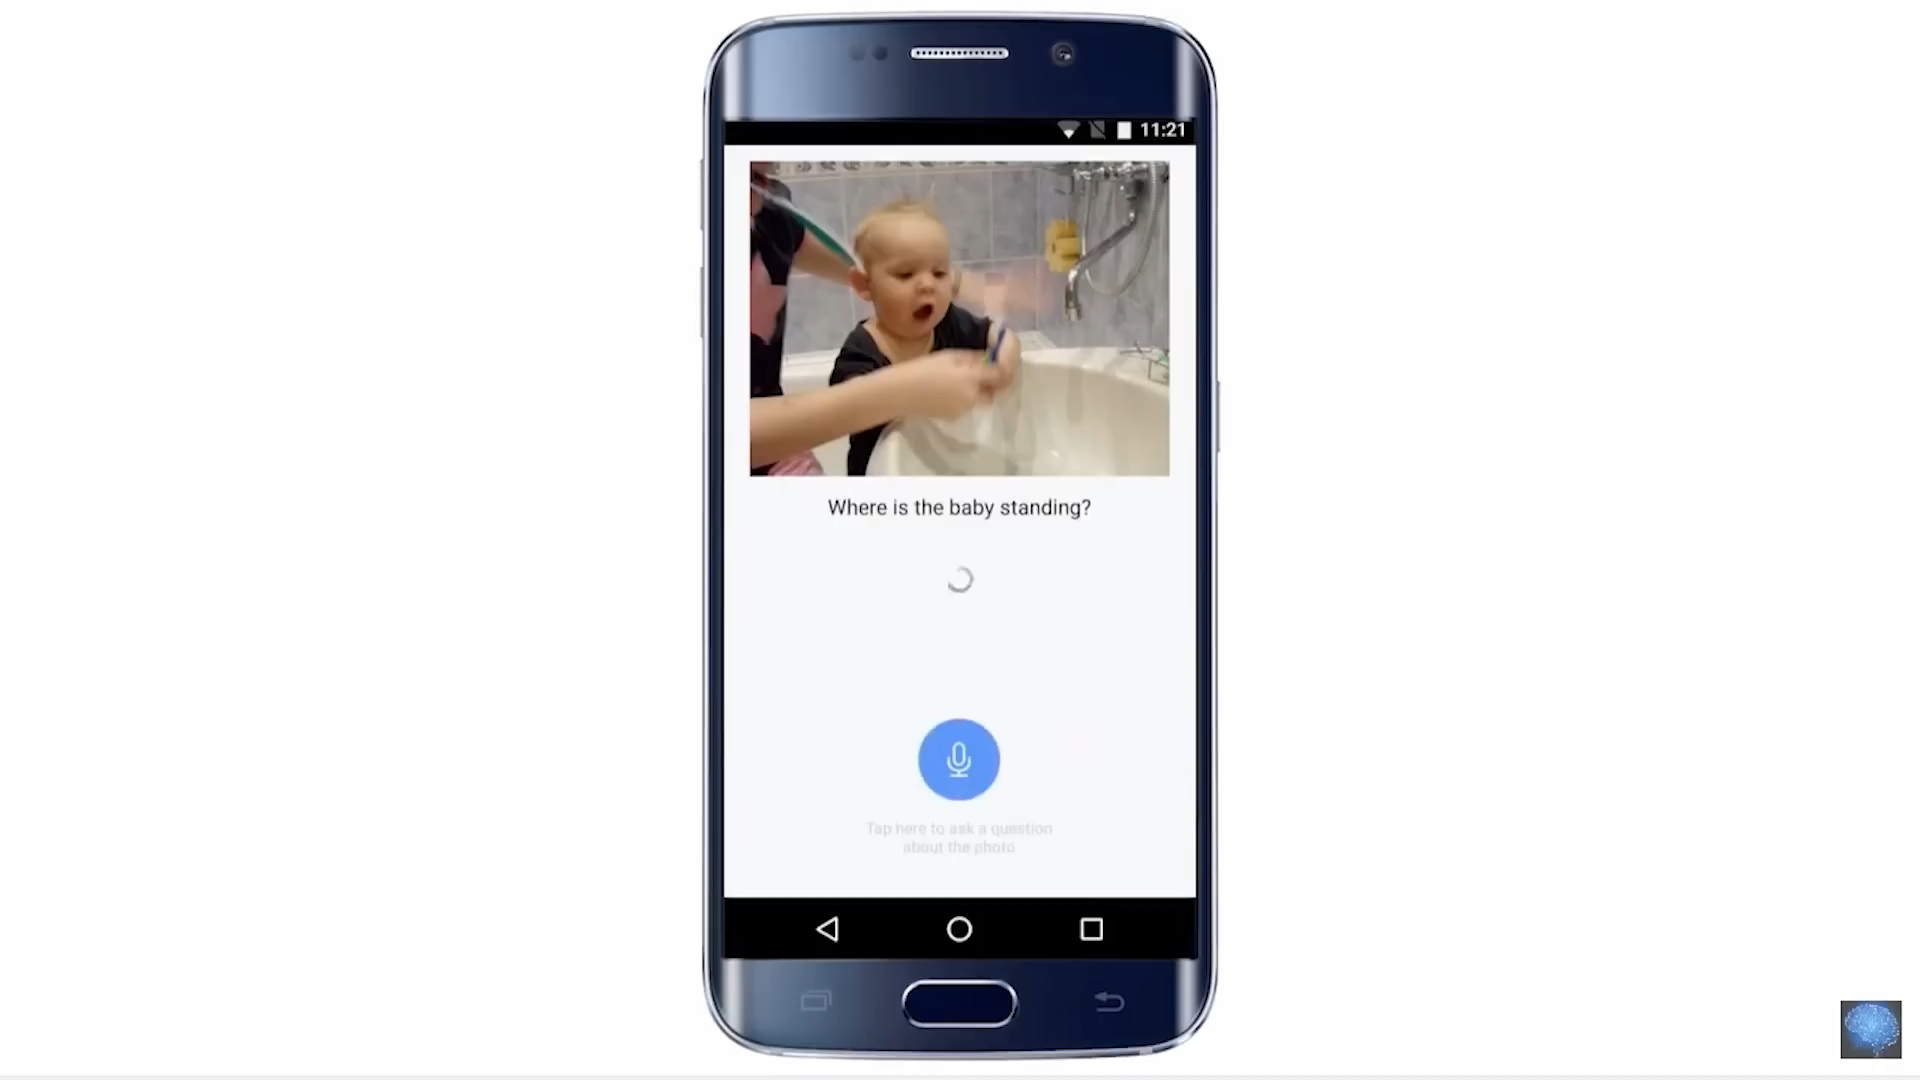 11:21
Where is the baby standing?
Tap here to ask a question
about the photo